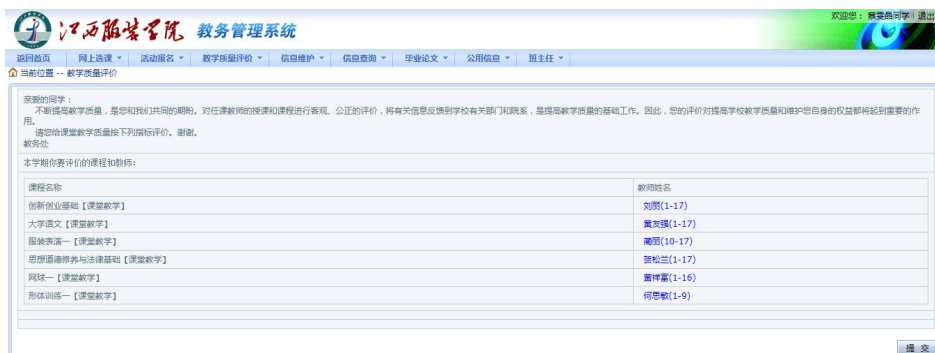 欢迎您：蔡雯晶同学 退出
江西服装学院 教务管理系统
返回首页 网上选课 活动报名 教学质量评价 信息维护 信息查询 毕业论文 公用信息 班主任
当前位置 -- 教学质量评价
亲爱的同学：
不断提高教学质量，是您和我们共同的期盼。对任课教师的授课和课程进行客观、公正的评价，将有关信息反馈到学校有关部门和院系，是提高教学质量的基础工作。因此，您的评价对提高学校教学质量和维护您自身的权益都将起到重要的作
用。
请您给课堂教学质量按下列指标评价。谢谢。
教务处
本学期你要评价的课程和教师：
课程名称 教师姓名
创新创业基础【课堂教学】 刘丽(1-17)
大学语文【课堂教学】 黄友强(1-17)
服装表演一【课堂教学】 蔺丽(10-17)
思想道德修养与法律基础【课堂教学】 贺松兰(1-17)
网球一【课堂教学】 黄祥富(1-16)
形体训练一【课堂教学】 何思敏(1-9)
提 交